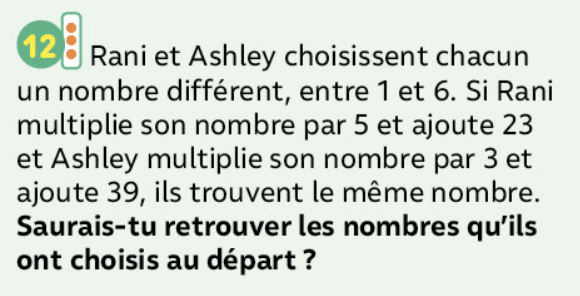 12 Rani et Ashley choisissent chacun
un nombre différent, entre 1 et 6. Si Rani
multiplie son nombre par 5 et ajoute 23
et Ashley multiplie son nombre par 3 et
ajoute 39, ils trouvent le même nombre.
Saurais-tu retrouver les nombres qu’ils
ont choisis au départ ?